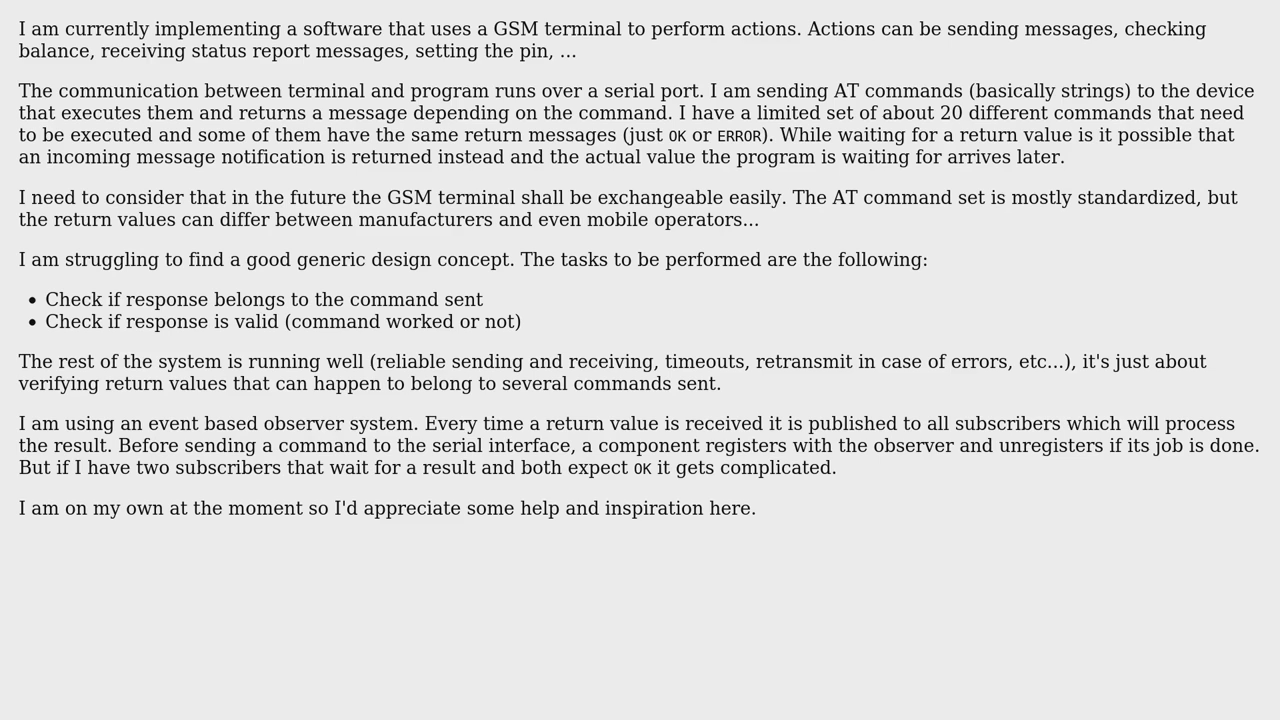 I am currently implementing a software that uses a GSM terminal to perform actions. Actions can be sending messages, checking
balance, receiving status report messages, setting the pin, ...
The communication between terminal and program runs over a serial port. I am sending AT commands (basically strings) to the device
that executes them and returns a message depending on the command. I have a limited set of about 20 different commands that need
to be executed and some of them have the same return messages (just OK or ERROR). While waiting for a return value is it possible that
an incoming message notification is returned instead and the actual value the program is waiting for arrives later.
I need to consider that in the future the GSM terminal shall be exchangeable easily. The AT command set is mostly standardized, but
the return values can differ between manufacturers and even mobile operators...
I am struggling to find a good generic design concept. The tasks to be performed are the following:
• Check if response belongs to the command sent
• Check if response is valid (command worked or not)
The rest of the system is running well (reliable sending and receiving, timeouts, retransmit in case of errors, etc...), it's just about
verifying return values that can happen to belong to several commands sent.
I am using an event based observer system. Every time a return value is received it is published to all subscribers which will process
the result. Before sending a command to the serial interface, a component registers with the observer and unregisters if its job is done.
But if I have two subscribers that wait for a result and both expect OK it gets complicated.
I am on my own at the moment so I'd appreciate some help and inspiration here.